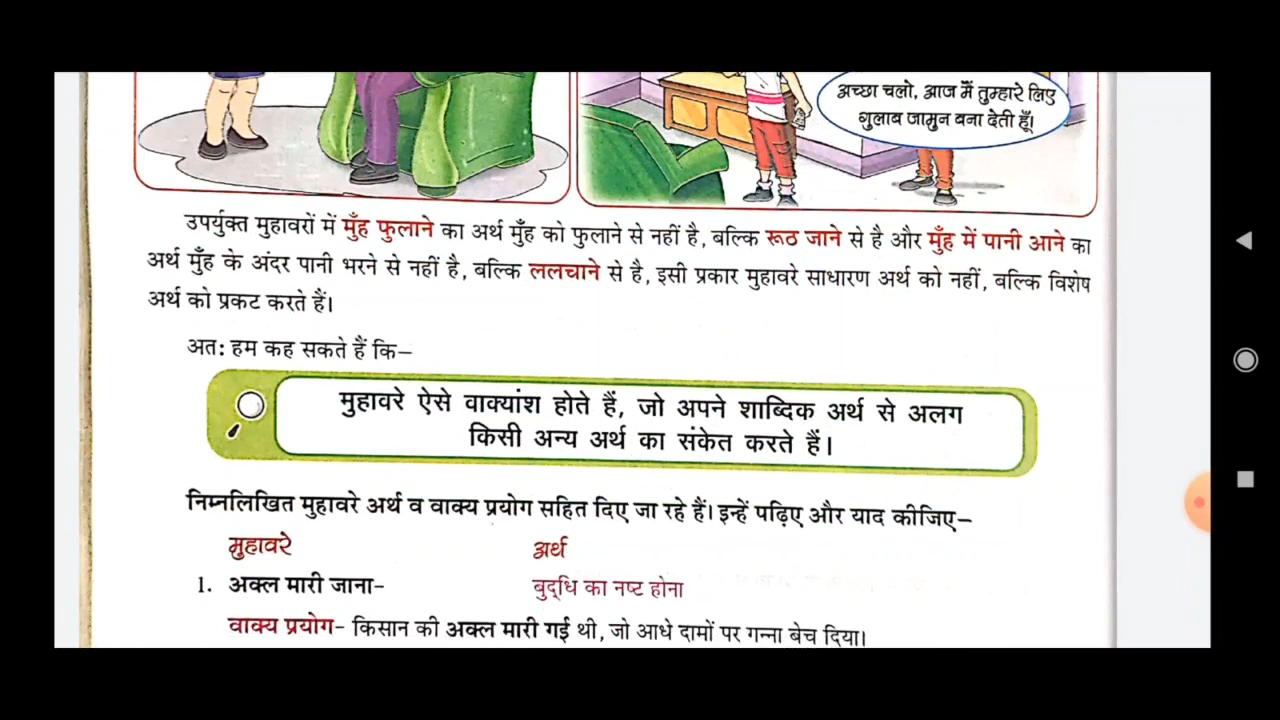 अच्छा चलो, आज मैं तुम्हारे लिए
गुलाब जामुन बना देती हूँ।
उपर्युक्त मुहावरों में मुँह फुलाने का अर्थ मुँह को फुलाने से नहीं है, बल्कि रूठ जाने से है और मुँह में पानी आने का
अर्थ मुँह के अंदर पानी भरने से नहीं है, बल्कि ललचाने से है, इसी प्रकार मुहावरे साधारण अर्थ को नहीं, बल्कि विशेष
अर्थ को प्रकट करते हैं।
अत: हम कह सकते हैं कि–
मुहावरे ऐसे वाक्यांश होते हैं, जो अपने शाब्दिक अर्थ से अलग
किसी अन्य अर्थ का संकेत करते हैं।
निम्नलिखित मुहावरे अर्थ व वाक्य प्रयोग सहित दिए जा रहे हैं। इन्हें पढ़िए और याद कीजिए–
मुहावरे अर्थ
1. अक्ल मारी जाना– बुद्‌धि का नष्ट होना
वाक्य प्रयोग– किसान की अक्ल मारी गई थी, जो आधे दामों पर गन्ना बेच दिया।